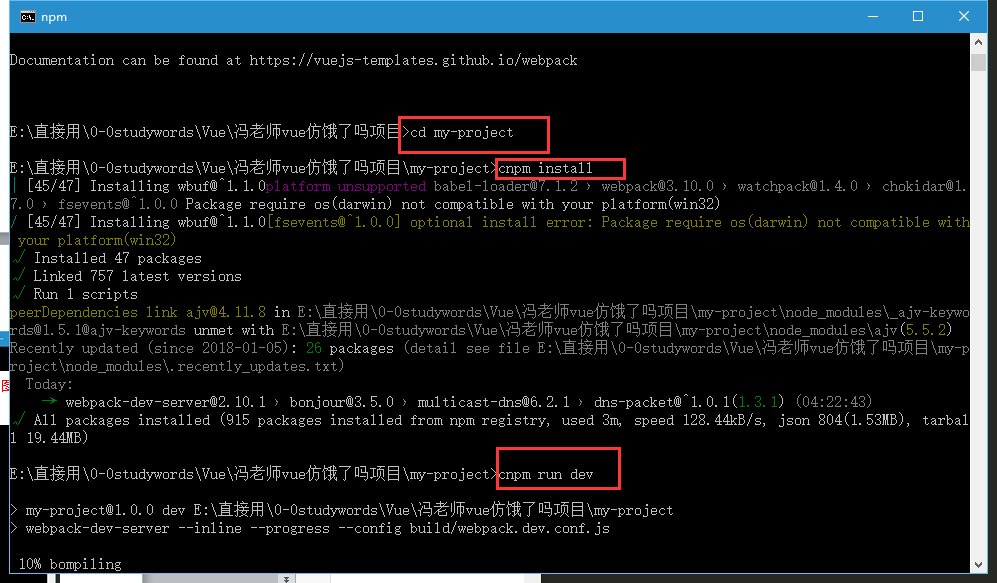 npm
Documentation can be found at https://vuejs-templates.github.io/webpack
E:\直接用\0-0studywords\Vue\冯老师vue仿饿了吗项目>cd my-project
E:\直接用\0-0studywords\Vue\冯老师vue仿饿了吗项目\my-project>cnpm install
| [45/47] Installing wbuf@^1.1.0platform unsupported babel-loader@7.1.2 › webpack@3.10.0 › watchpack@1.4.0 › chokidar@1.
7.0 › fsevents@^1.0.0 Package require os(darwin) not compatible with your platform(win32)
/ [45/47] Installing wbuf@^1.1.0[fsevents@^1.0.0] optional install error: Package require os(darwin) not compatible with
your platform(win32)
√ Installed 47 packages
√ Linked 757 latest versions
√ Run 1 scripts
peerDependencies link ajv@4.11.8 in E:\直接用\0-0studywords\Vue\冯老师vue仿饿了吗项目\my-project\node_modules\_ajv-keywo
rds@1.5.1@ajv-keywords unmet with E:\直接用\0-0studywords\Vue\冯老师vue仿饿了吗项目\my-project\node_modules\ajv(5.5.2)
Recently updated (since 2018-01-05): 26 packages (detail see file E:\直接用\0-0studywords\Vue\冯老师vue仿饿了吗项目\my-p
roject\node_modules\.recently_updates.txt)
Today:
→ webpack-dev-server@2.10.1 › bonjour@3.5.0 › multicast-dns@6.2.1 › dns-packet@^1.0.1(1.3.1) (04:22:43)
√ All packages installed (915 packages installed from npm registry, used 3m, speed 128.44kB/s, json 804(1.53MB), tarbal
l 19.44MB)
E:\直接用\0-0studywords\Vue\冯老师vue仿饿了吗项目\my-project>cnpm run dev
> my-project@1.0.0 dev E:\直接用\0-0studywords\Vue\冯老师vue仿饿了吗项目\my-project
> webpack-dev-server --inline --progress --config build/webpack.dev.conf.js
10% bompiling